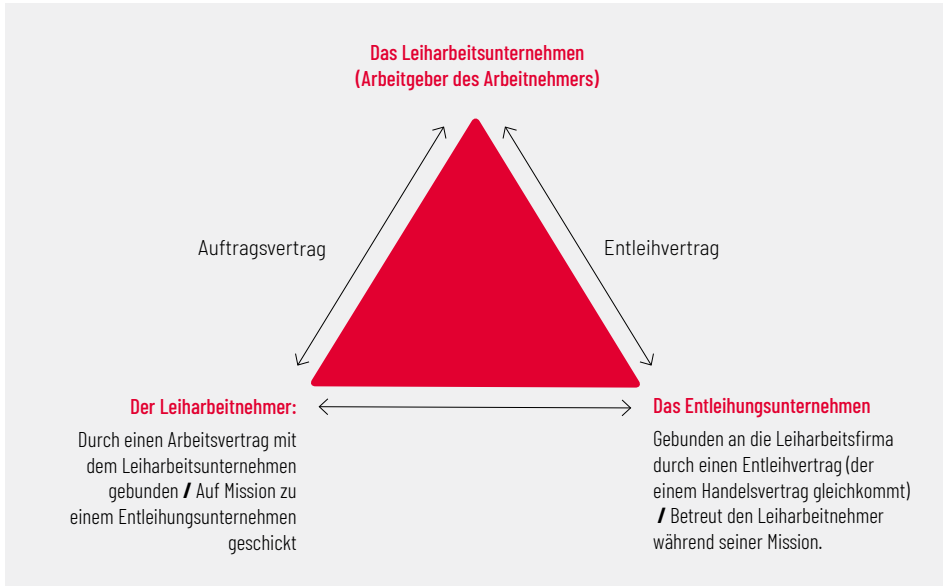 Das Leiharbeitsunternehmen
(Arbeitgeber des Arbeitnehmers)
Auftragsvertrag
Entleihvertrag
Der Leiharbeitnehmer:
Durch einen Arbeitsvertrag mit
dem Leiharbeitsunternehmen
gebunden / Auf Mission zu
einem Entleihungsunternehmen
geschickt
Das Entleihungsunternehmen
Gebunden an die Leiharbeitsfirma
durch einen Entleihvertrag (der
einem Handelsvertrag gleichkommt)
/ Betreut den Leiharbeitnehmer
während seiner Mission.